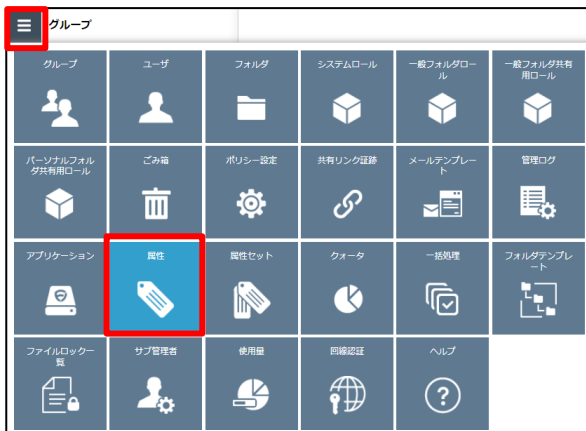 グループ
グループ
ユーザ
フォルダ
システムロール
一般フォルダロー
ル
一般フォルダ共有
用ロール
パーソナルフォル
ダ共有用ロール
ごみ箱
ポリシー設定
共有リンク証跡
メールテンプレー
ト
管理ログ
アプリケーション
属性
属性セット
クォータ
一括処理
フォルダテンプレ
ート
ファイルロック一
覧
サブ管理者
使用量
回線認証
ヘルプ